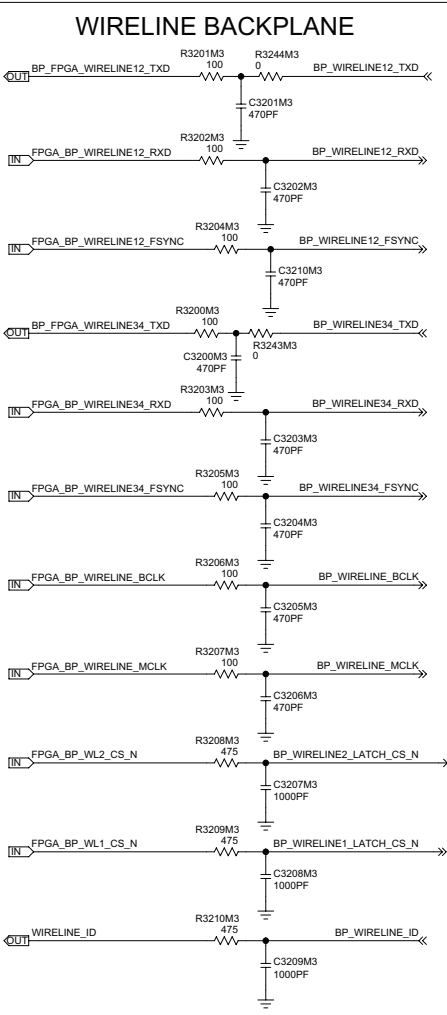 WIRELINE BACKPLANE
R3201M3 R3244M3
100 0
OUT BP_FPGA_WIRELINE12_TXD BP_WIRELINE12_TXD
C3201M3
470PF
R3202M3
100
IN FPGA_BP_WIRELINE12_RXD BP_WIRELINE12_RXD
C3202M3
470PF
R3204M3
100
IN FPGA_BP_WIRELINE12_FSYNC BP_WIRELINE12_FSYNC
C3210M3
470PF
R3200M3
100
OUT BP_FPGA_WIRELINE34_TXD BP_WIRELINE34_TXD
C3200M3 R3243M3
470PF 0
R3203M3
100
IN FPGA_BP_WIRELINE34_RXD BP_WIRELINE34_RXD
C3203M3
470PF
R3205M3
100
IN FPGA_BP_WIRELINE34_FSYNC BP_WIRELINE34_FSYNC
C3204M3
470PF
R3206M3
100
IN FPGA_BP_WIRELINE_BCLK BP_WIRELINE_BCLK
C3205M3
470PF
R3207M3
100
IN FPGA_BP_WIRELINE_MCLK BP_WIRELINE_MCLK
C3206M3
470PF
R3208M3
475
IN FPGA_BP_WL2_CS_N BP_WIRELINE2_LATCH_CS_N
C3207M3
1000PF
R3209M3
475
IN FPGA_BP_WL1_CS_N BP_WIRELINE1_LATCH_CS_N
C3208M3
1000PF
R3210M3
475
OUT WIRELINE_ID BP_WIRELINE_ID
C3209M3
1000PF